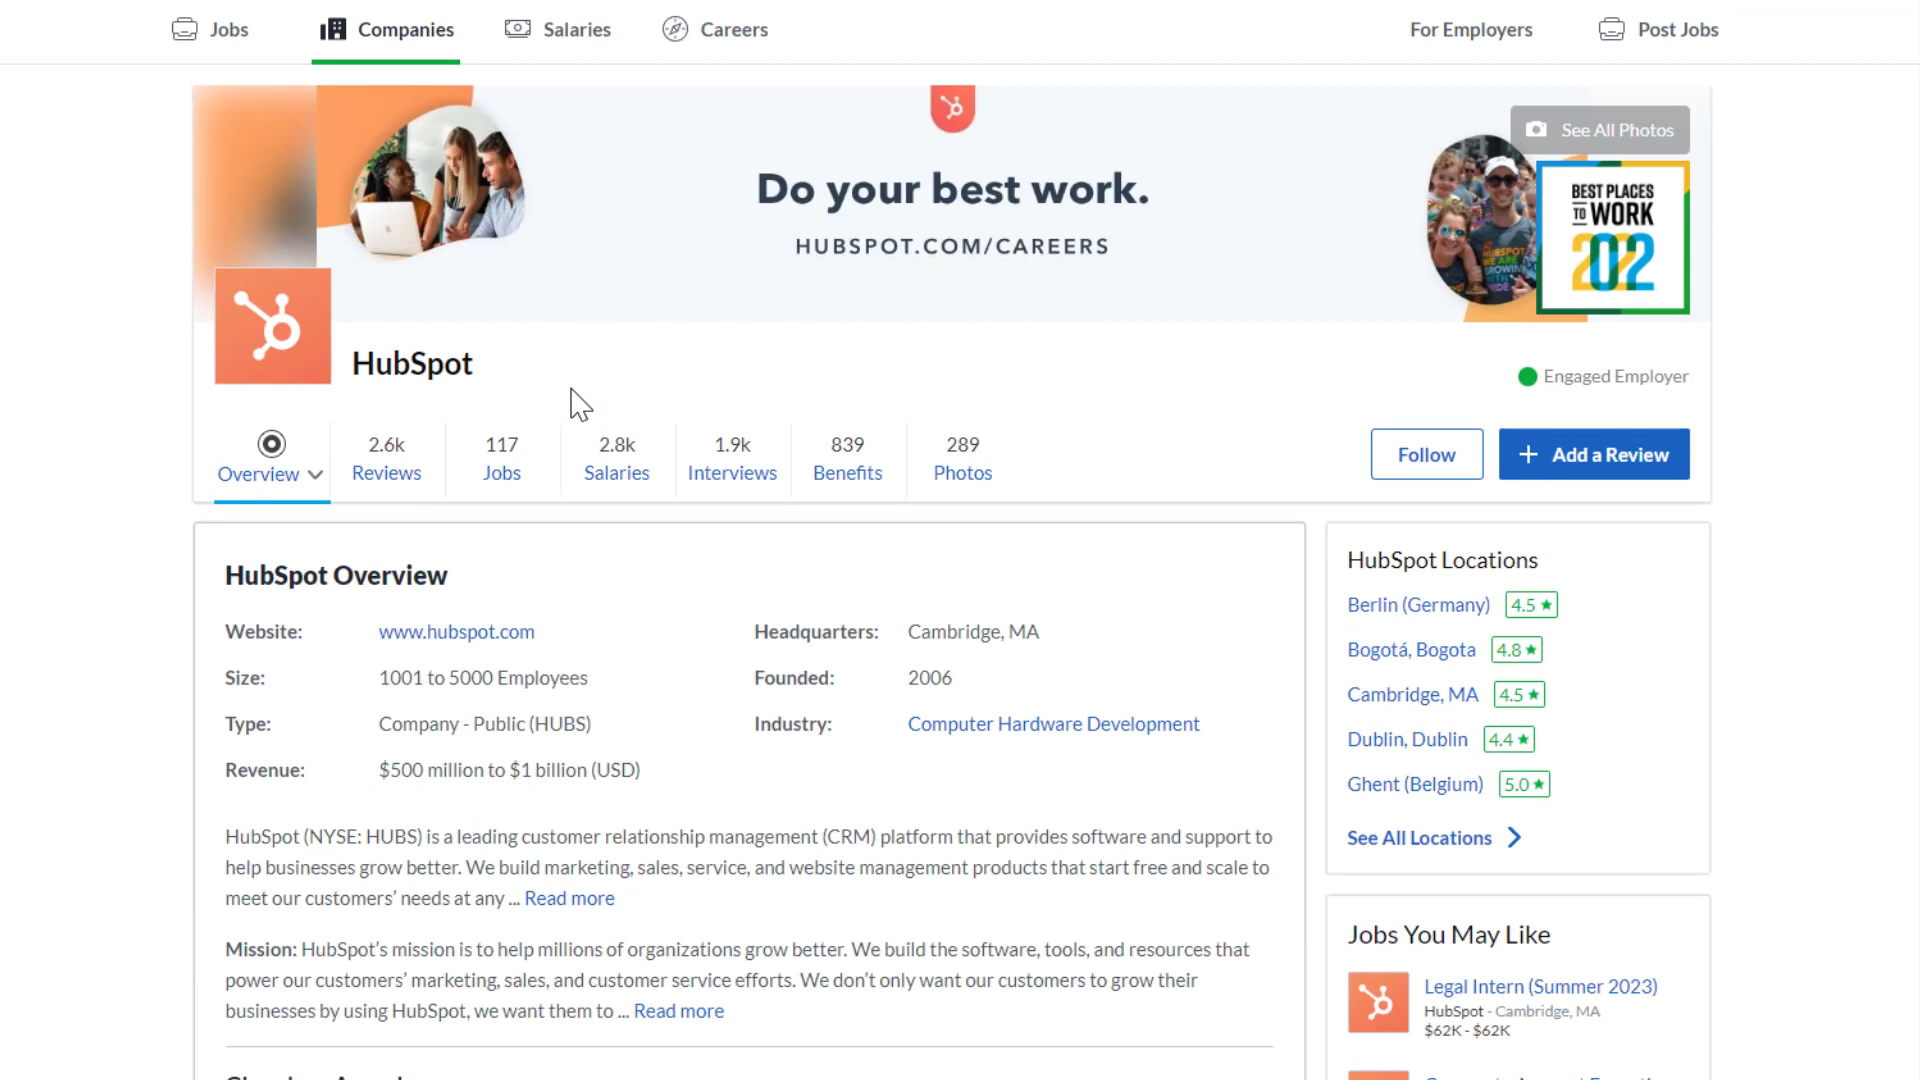 Jobs
Companies
Salaries
Careers
For Employers
Post Jobs
See All Photos
Do your best work.
HUBSPOT.COM/CAREERS
BEST PLACES
TO WORK
2022
HubSpot
Engaged Employer
Overview
2.6k
Reviews
117
Jobs
2.8k
Salaries
1.9k
Interviews
839
Benefits
289
Photos
Follow
+ Add a Review
HubSpot Overview
Website: www.hubspot.com
Headquarters: Cambridge, MA
Size: 1001 to 5000 Employees
Founded: 2006
Type: Company - Public (HUBS)
Industry: Computer Hardware Development
Revenue: $500 million to $1 billion (USD)
HubSpot (NYSE: HUBS) is a leading customer relationship management (CRM) platform that provides software and support to
help businesses grow better. We build marketing, sales, service, and website management products that start free and scale to
meet our customers’ needs at any ... Read more
Mission: HubSpot’s mission is to help millions of organizations grow better. We build the software, tools, and resources that
power our customers’ marketing, sales, and customer service efforts. We don’t only want our customers to grow their
businesses by using HubSpot, we want them to ... Read more
HubSpot Locations
Berlin (Germany) 4.5 ★
Bogotá, Bogota 4.8 ★
Cambridge, MA 4.5 ★
Dublin, Dublin 4.4 ★
Ghent (Belgium) 5.0 ★
See All Locations
Jobs You May Like
Legal Intern (Summer 2023)
HubSpot - Cambridge, MA
$62K - $62K